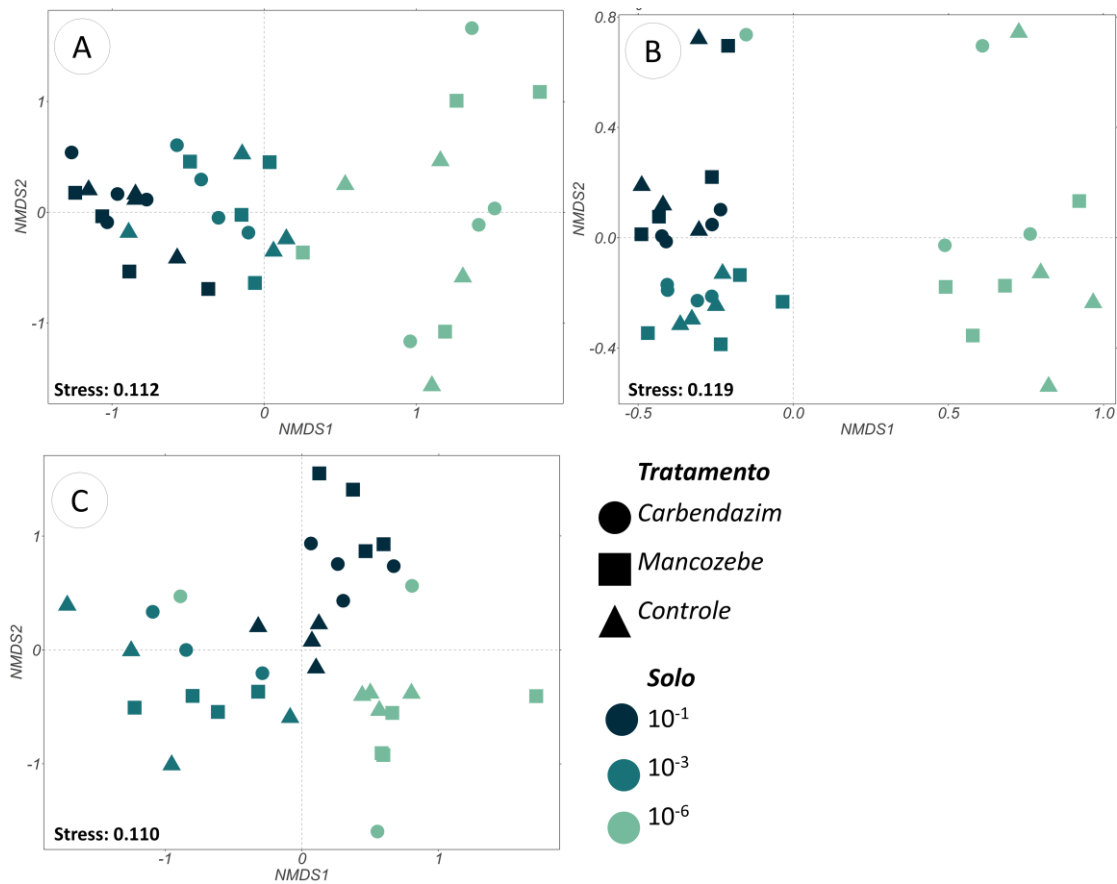 A
1
0
-1
NMDS2
Stress: 0.112
-1
0
1
NMDS1
B
0.8
0.4
0.0
-0.4
NMDS2
Stress: 0.119
-0.5
0.0
0.5
1.0
NMDS1
C
1
0
-1
NMDS2
Stress: 0.110
-1
0
1
NMDS1
Tratamento
Carbendazim
Mancozebe
Controle
Solo
10⁻¹
10⁻³
10⁻⁶